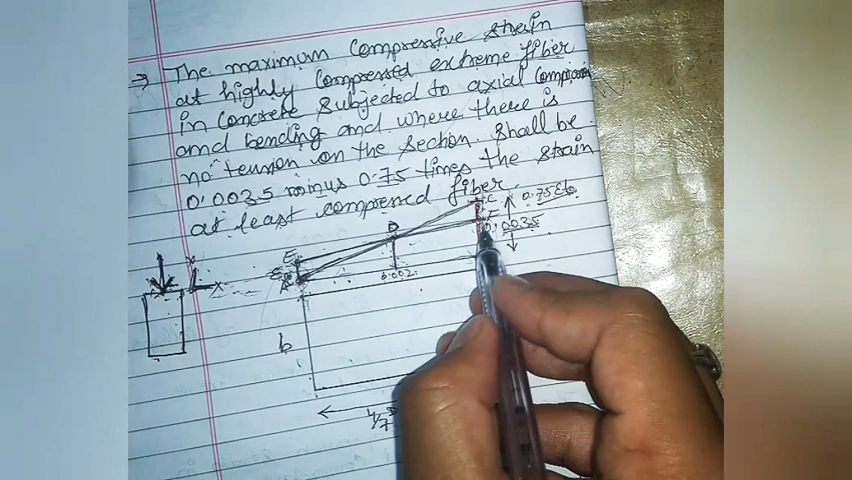 → The maximum compressive strain
at highly compressed extreme fiber
in concrete subjected to axial compression
and bending and where there is
no tension on the section shall be
0.0035 minus 0.75 times the strain
at least compressed fiber
C
0.75 εb
B
F
0.0035
E
x
ε
A
0.002
x
b